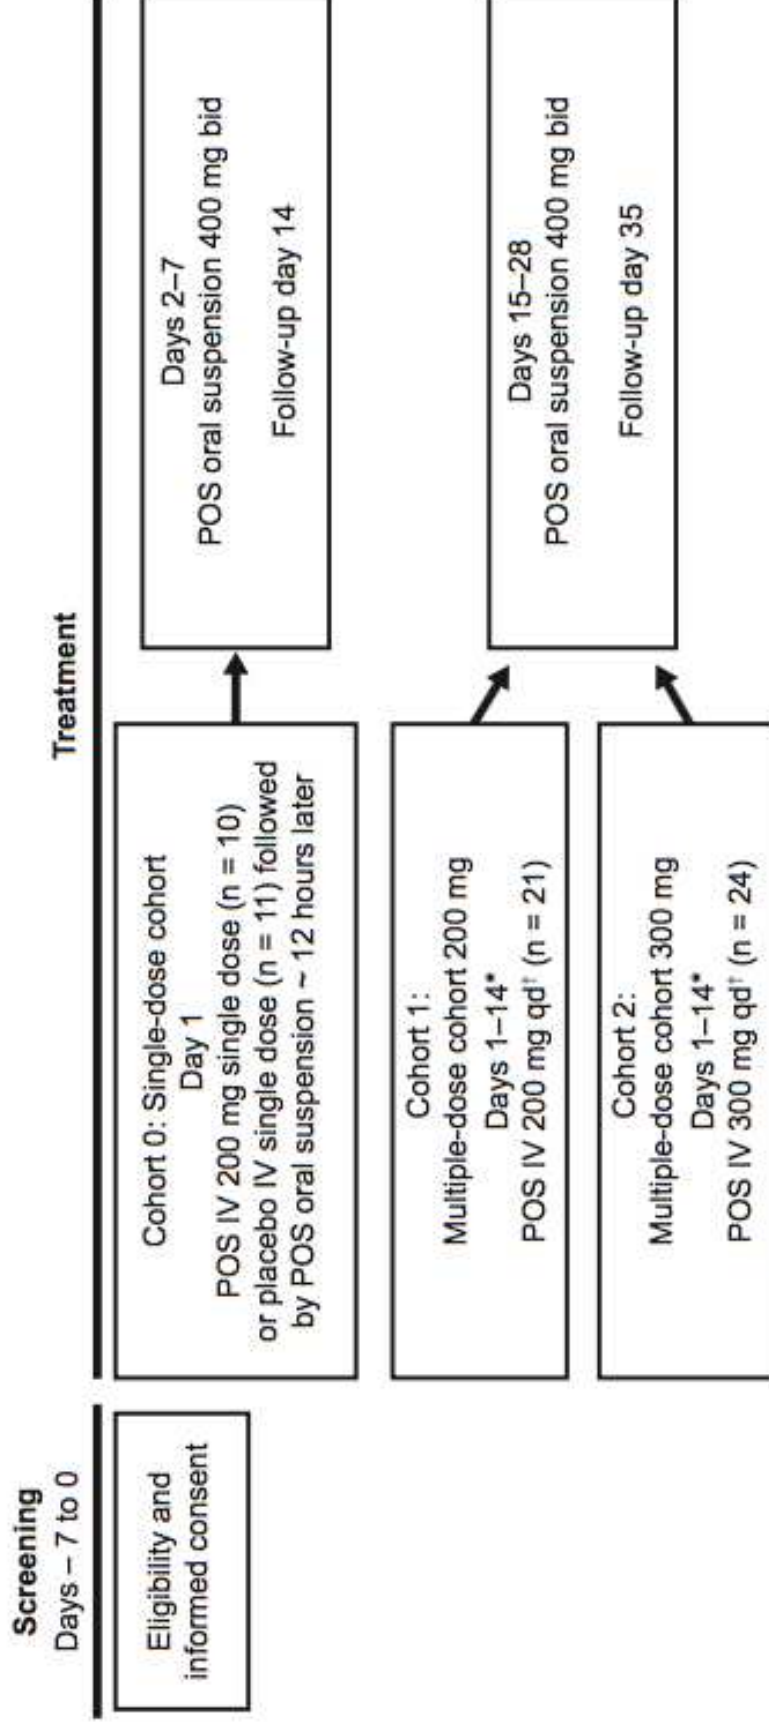 Screening
Days – 7 to 0
Eligibility and
informed consent
Treatment
Cohort 0: Single-dose cohort
Day 1
POS IV 200 mg single dose (n = 10)
or placebo IV single dose (n = 11) followed
by POS oral suspension ~ 12 hours later
Days 2–7
POS oral suspension 400 mg bid
Follow-up day 14
Cohort 1:
Multiple-dose cohort 200 mg
Days 1–14*
POS IV 200 mg qd† (n = 21)
Cohort 2:
Multiple-dose cohort 300 mg
Days 1–14*
POS IV 300 mg qd† (n = 24)
Days 15–28
POS oral suspension 400 mg bid
Follow-up day 35